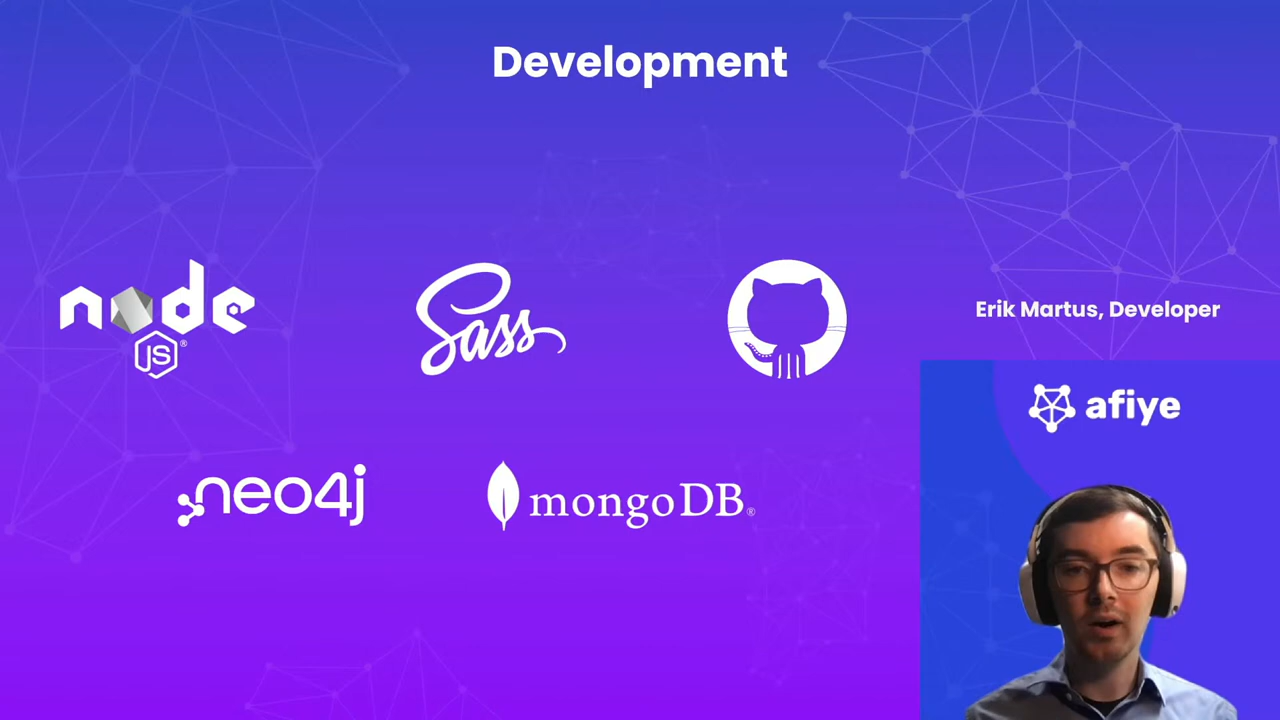 Development
node
JS®
Sass
Erik Martus, Developer
afiye
neo4j
mongoDB®